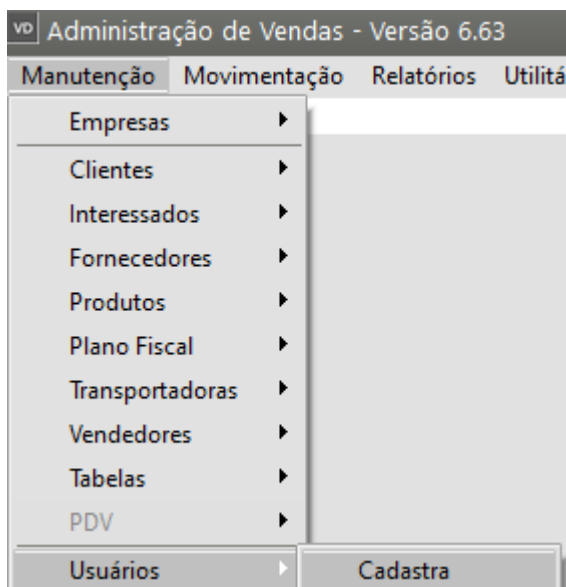 VD Administração de Vendas - Versão 6.63
Manutenção Movimentação Relatórios
Empresas
Clientes
Interessados
Fornecedores
Produtos
Plano Fiscal
Transportadoras
Vendedores
Tabelas
PDV
Usuários Cadastra